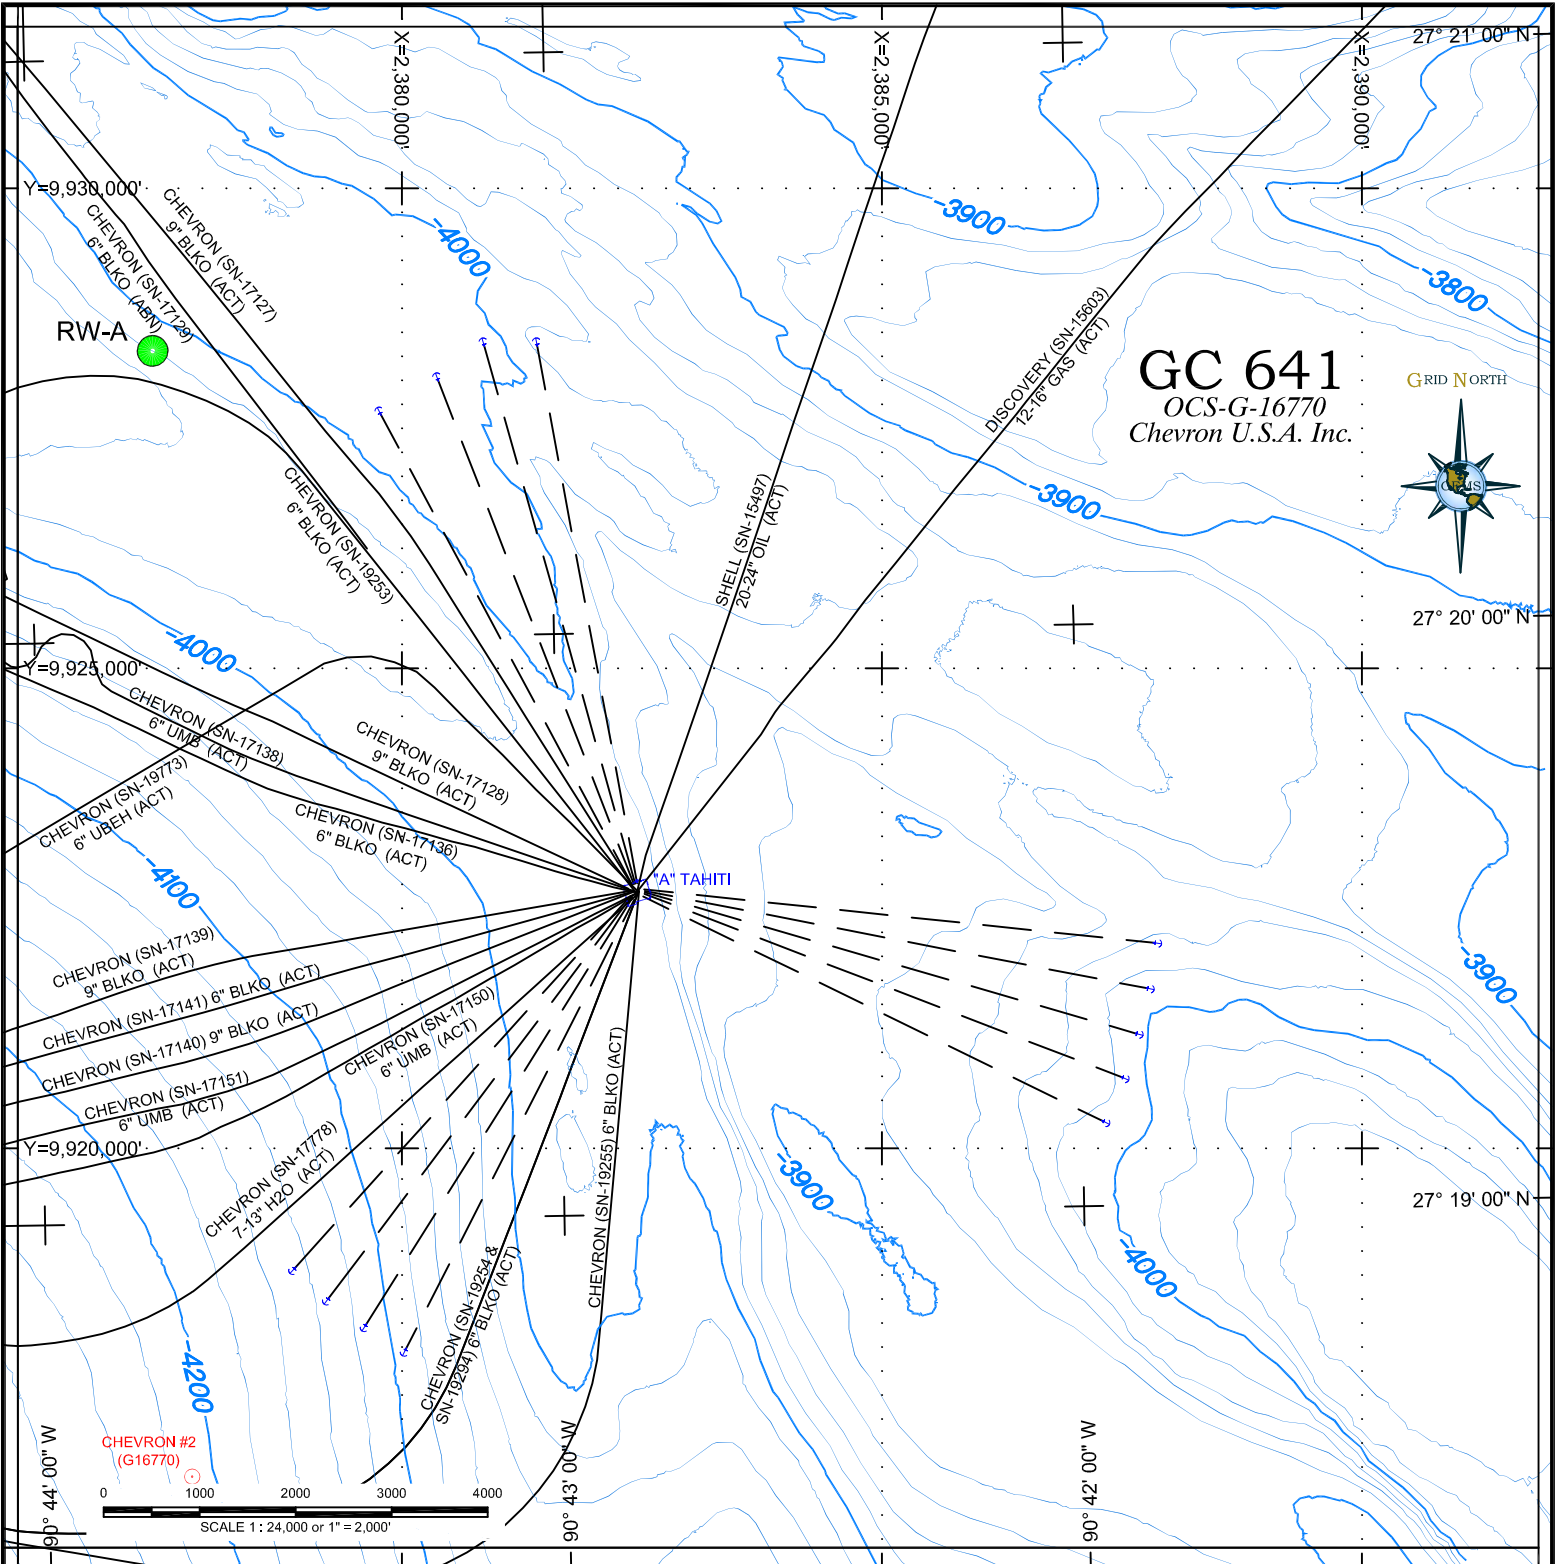 X=2,380,000'
X=2,385,000'
X=2,390,000'
27° 21' 00" N
Y=9,930,000'
CHEVRON (SN-17127)
9" BLKO (ACT)
CHEVRON (SN-17129)
6" BLKO (ABN)
-4000
-3900
-3800
RW-A
DISCOVERY (SN-15603)
12-16" GAS (ACT)
GC 641
OCS-G-16770
Chevron U.S.A. Inc.
GRID NORTH
CHEVRON (SN-19253)
6" BLKO (ACT)
SHELL (SN-15497)
20-24" OIL (ACT)
-3900
27° 20' 00" N
-4000
Y=9,925,000'
CHEVRON (SN-17138)
6" UMB (ACT)
CHEVRON (SN-17128)
9" BLKO (ACT)
CHEVRON (SN-19773)
6" UBEH (ACT)
CHEVRON (SN-17136)
6" BLKO (ACT)
-4100
"A" TAHITI
CHEVRON (SN-17139)
9" BLKO (ACT)
CHEVRON (SN-17141) 6" BLKO (ACT)
CHEVRON (SN-17140) 9" BLKO (ACT)
CHEVRON (SN-17150)
6" UMB (ACT)
CHEVRON (SN-17151)
6" UMB (ACT)
-3900
Y=9,920,000'
CHEVRON (SN-17778)
7-13" H2O (ACT)
CHEVRON (SN-19255) 6" BLKO (ACT)
-3900
27° 19' 00" N
-4000
CHEVRON (SN-19254 &
SN-19294) 6" BLKO (ACT)
-4200
CHEVRON #2
(G16770)
0 1000 2000 3000 4000
SCALE 1 : 24,000 or 1" = 2,000'
90° 44' 00" W
90° 43' 00" W
90° 42' 00" W